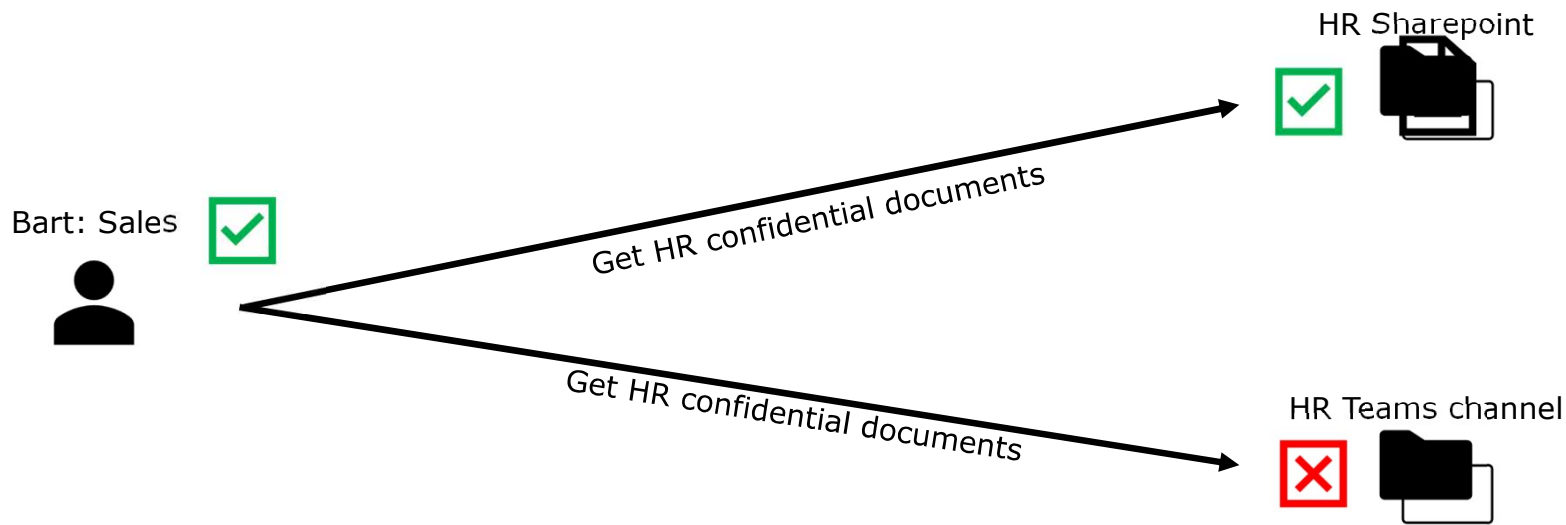 HR Sharepoint
Get HR confidential documents
Bart: Sales
Get HR confidential documents
HR Teams channel